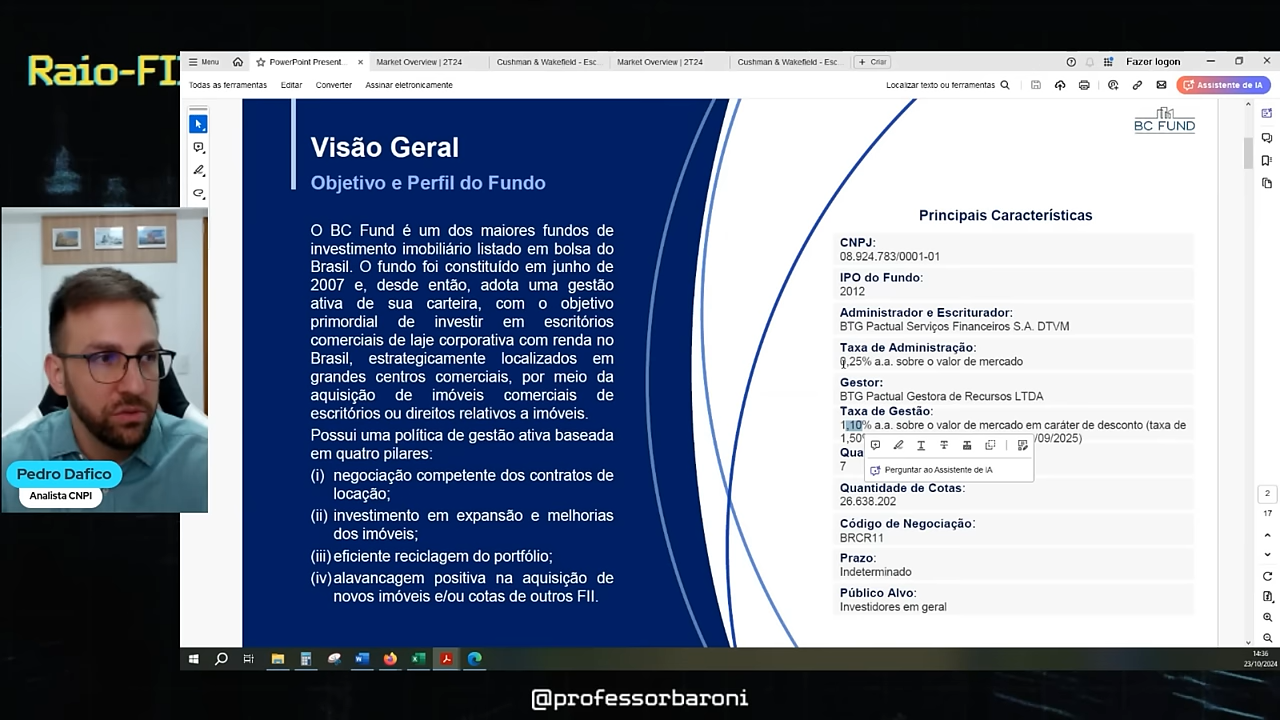 Raio-FI
Menu
PowerPoint Present...
Market Overview | 2T24
Cushman & Wakefield - Esc...
Market Overview | 2T24
Cushman & Wakefield - Esc...
+ Criar
Fazer logon
Todas as ferramentas
Editar
Converter
Assinar eletronicamente
Localizar texto ou ferramentas
Assistente de IA
BC FUND
Visão Geral
Objetivo e Perfil do Fundo
O BC Fund é um dos maiores fundos de
investimento imobiliário listado em bolsa do
Brasil. O fundo foi constituído em junho de
2007 e, desde então, adota uma gestão
ativa de sua carteira, com o objetivo
primordial de investir em escritórios
comerciais de laje corporativa com renda no
Brasil, estrategicamente localizados em
grandes centros comerciais, por meio da
aquisição de imóveis comerciais de
escritórios ou direitos relativos a imóveis.
Possui uma política de gestão ativa baseada
em quatro pilares:
(i) negociação competente dos contratos de
locação;
(ii) investimento em expansão e melhorias
dos imóveis;
(iii) eficiente reciclagem do portfólio;
(iv) alavancagem positiva na aquisição de
novos imóveis e/ou cotas de outros FII.
Principais Características
CNPJ:
08.924.783/0001-01
IPO do Fundo:
2012
Administrador e Escriturador:
BTG Pactual Serviços Financeiros S.A. DTVM
Taxa de Administração:
0,25% a.a. sobre o valor de mercado
Gestor:
BTG Pactual Gestora de Recursos LTDA
Taxa de Gestão:
1,10% a.a. sobre o valor de mercado em caráter de desconto (taxa de
1,50% /09/2025)
Qua
7
Perguntar ao Assistente de IA
Quantidade de Cotas:
26.638.202
Código de Negociação:
BRCR11
Prazo:
Indeterminado
Público Alvo:
Investidores em geral
2
17
Pedro Dafico
Analista CNPI
14:36
23/10/2024
@professorbaroni